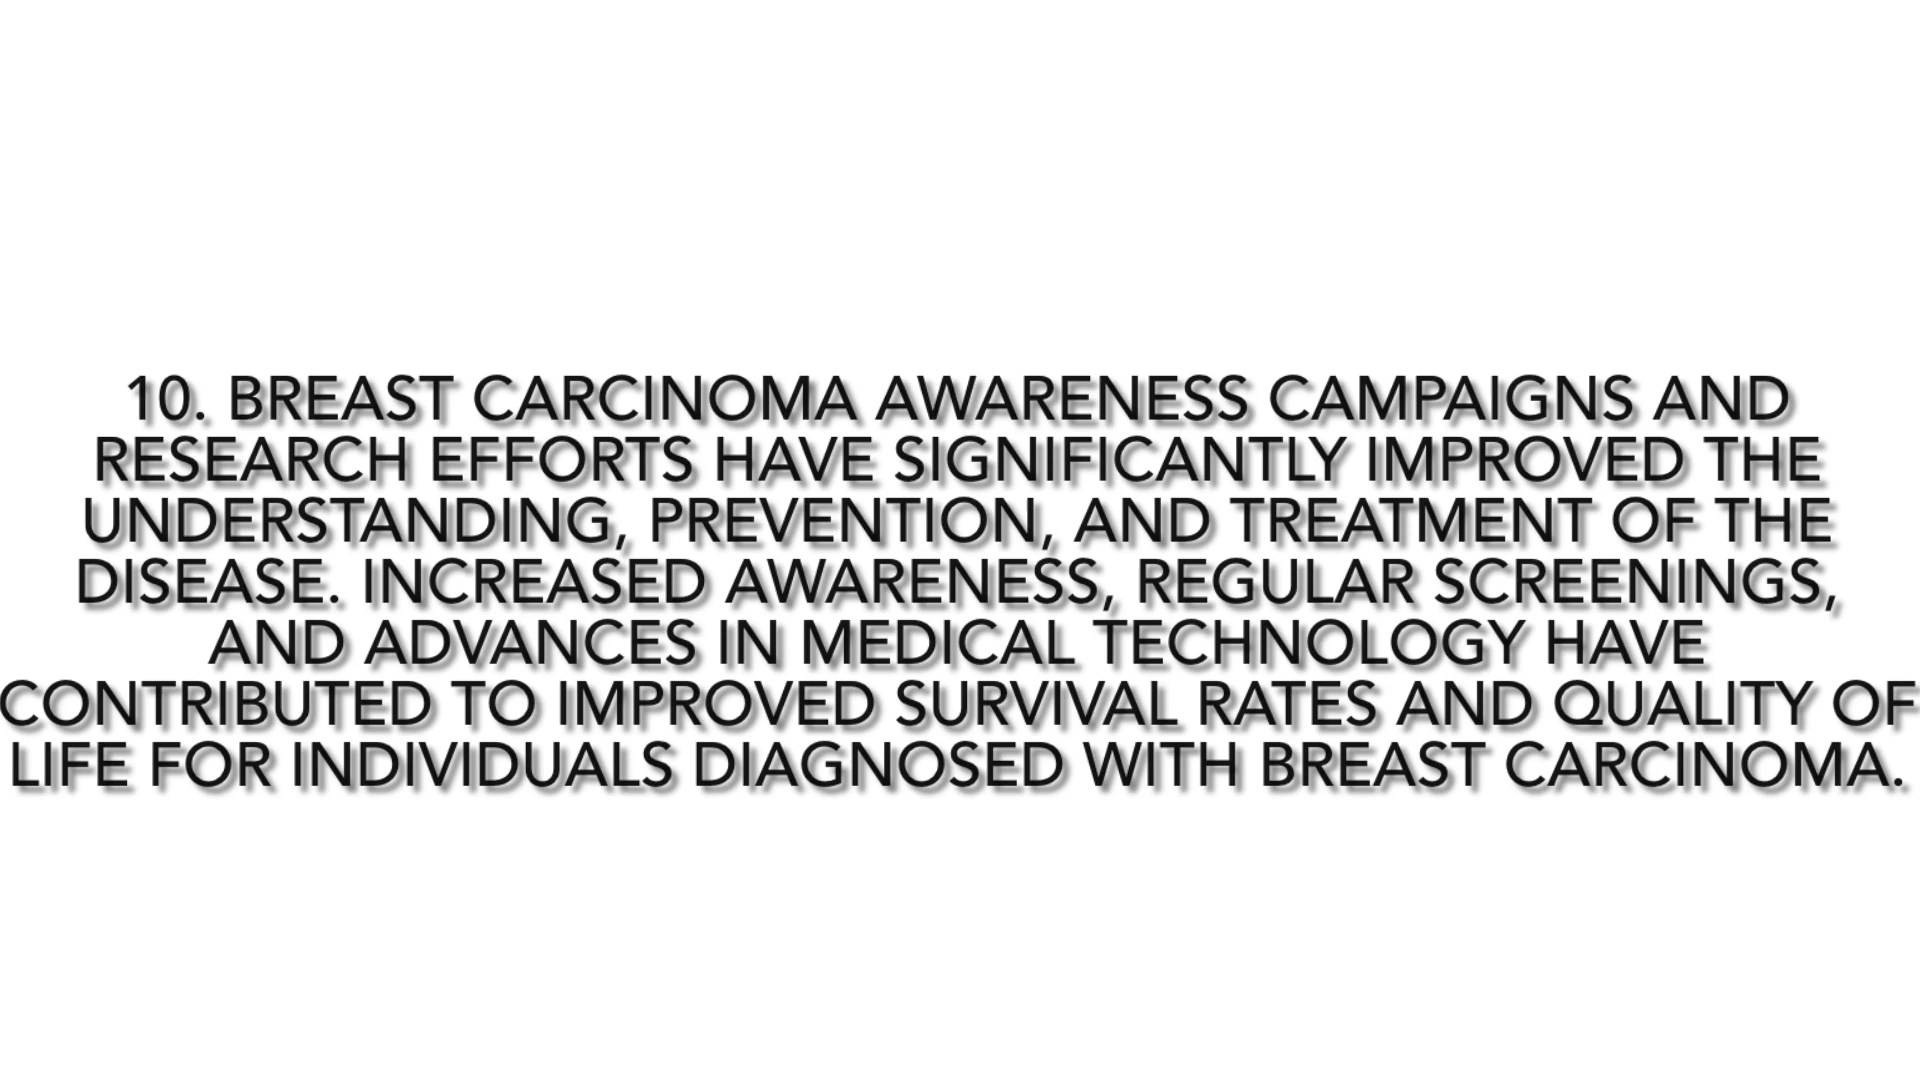 10. BREAST CARCINOMA AWARENESS CAMPAIGNS AND
RESEARCH EFFORTS HAVE SIGNIFICANTLY IMPROVED THE
UNDERSTANDING, PREVENTION, AND TREATMENT OF THE
DISEASE. INCREASED AWARENESS, REGULAR SCREENINGS,
AND ADVANCES IN MEDICAL TECHNOLOGY HAVE
CONTRIBUTED TO IMPROVED SURVIVAL RATES AND QUALITY OF
LIFE FOR INDIVIDUALS DIAGNOSED WITH BREAST CARCINOMA.